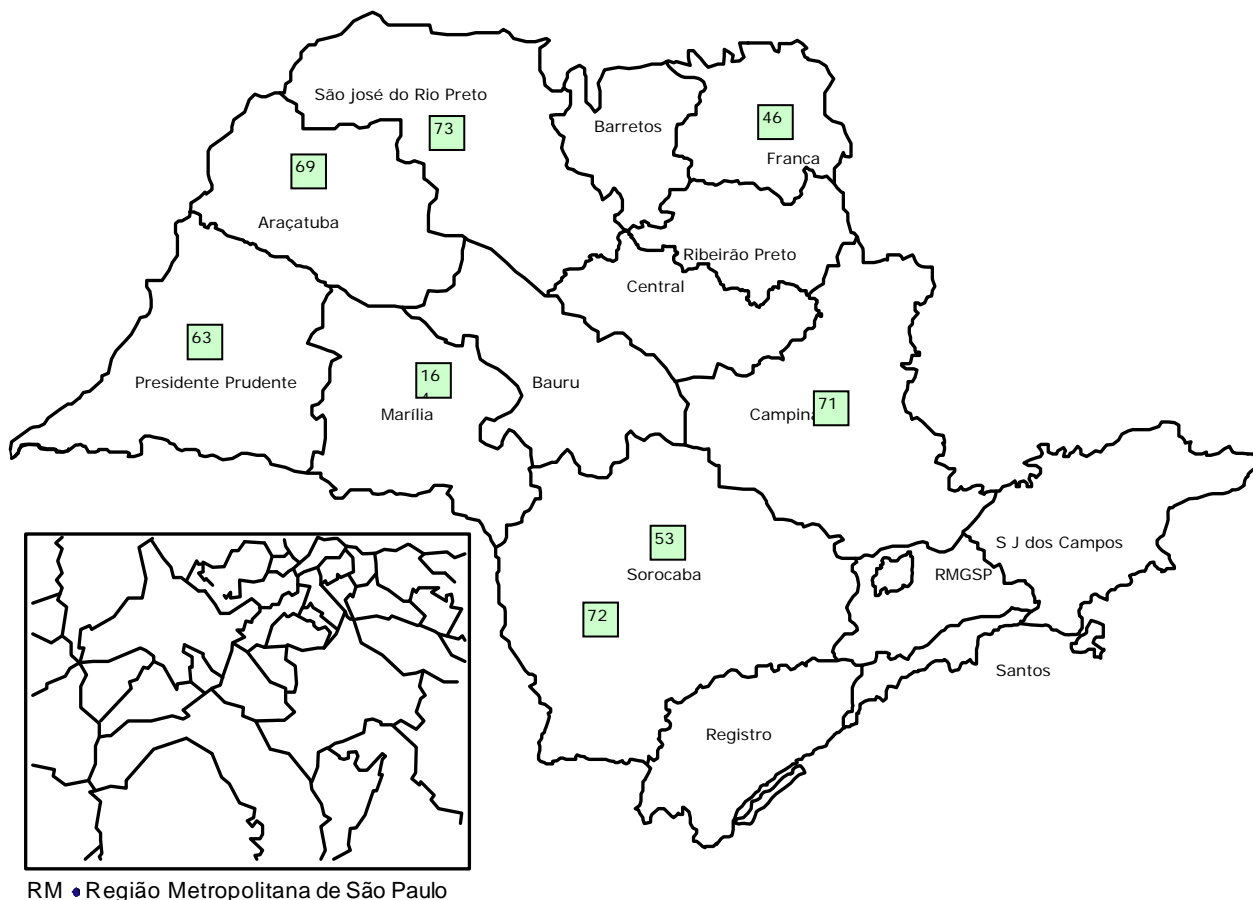 São josé do Rio Preto
73
Barretos
46
Franca
69
Araçatuba
Ribeirão Preto
Central
63
Presidente Prudente
16
Marília
Bauru
Campina
71
53
Sorocaba
S J dos Campos
RMGSP
72
Santos
Registro
RM • Região Metropolitana de São Paulo